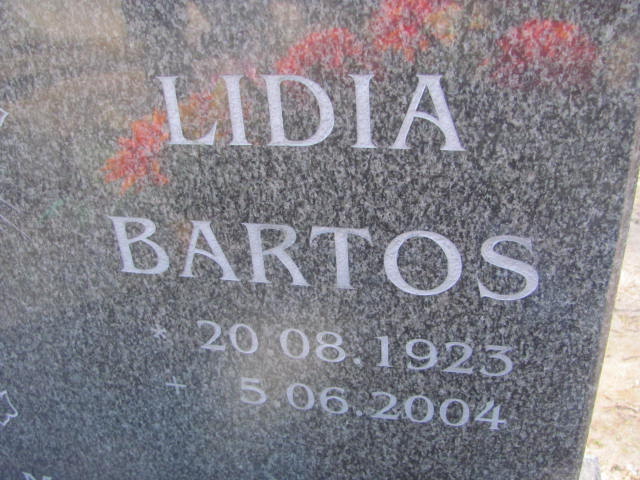 LIDIA
BARTOS
* 20.08.1923
+ 5.06.2004